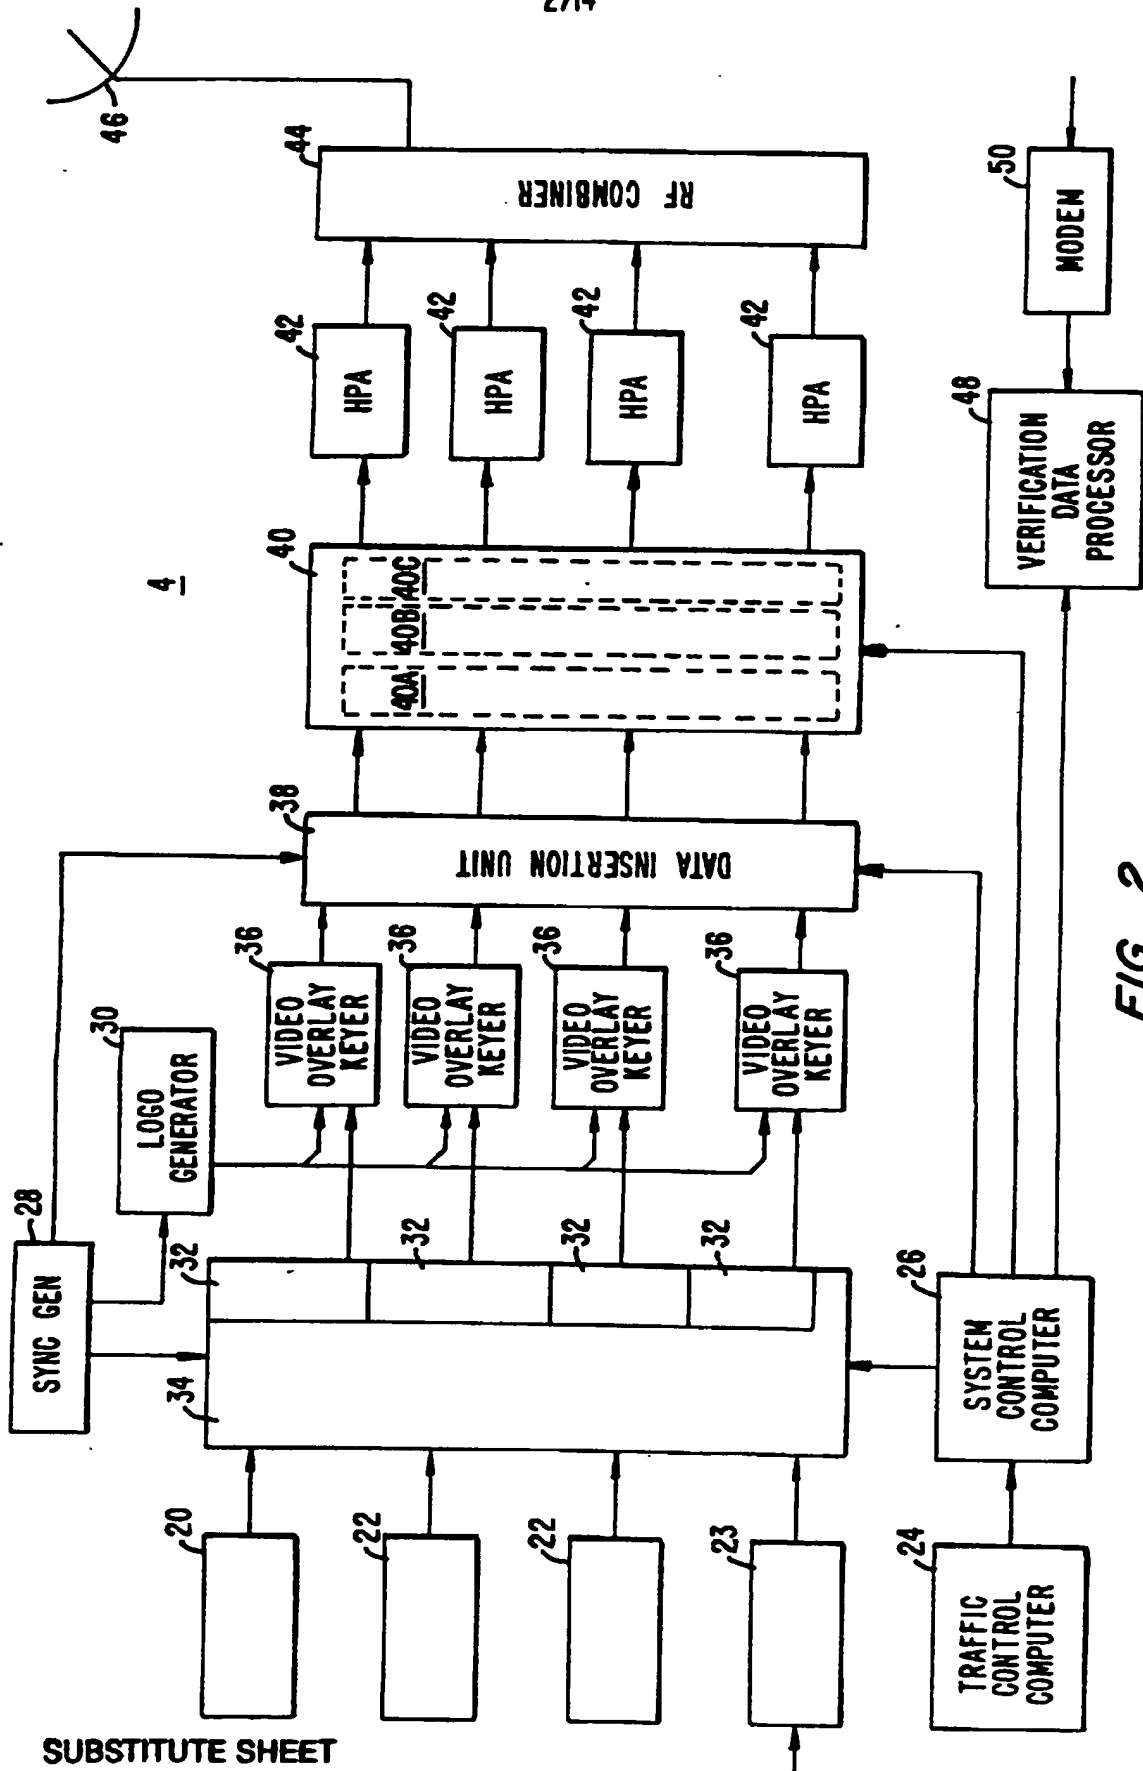 2/14
46
4
44
RF COMBINER
42
HPA
42
HPA
42
HPA
42
HPA
50
MODEM
48
VERIFICATION
DATA
PROCESSOR
40
40A
40B
40C
38
DATA INSERTION UNIT
36
VIDEO
OVERLAY
KEYER
36
VIDEO
OVERLAY
KEYER
36
VIDEO
OVERLAY
KEYER
36
VIDEO
OVERLAY
KEYER
30
LOGO
GENERATOR
28
SYNC GEN
32
32
32
32
34
26
SYSTEM
CONTROL
COMPUTER
20
22
22
23
24
TRAFFIC
CONTROL
COMPUTER
FIG. 2
SUBSTITUTE SHEET